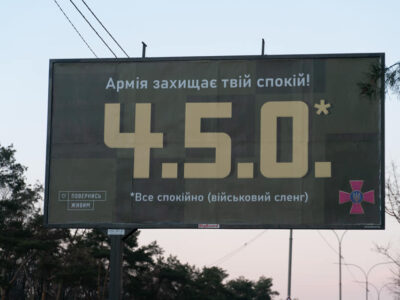 Армія захищає твій спокій!
4.5.0.*
*Все спокійно (військовий сленг)
ПОВЕРНИСЬ
ЖИВИМ